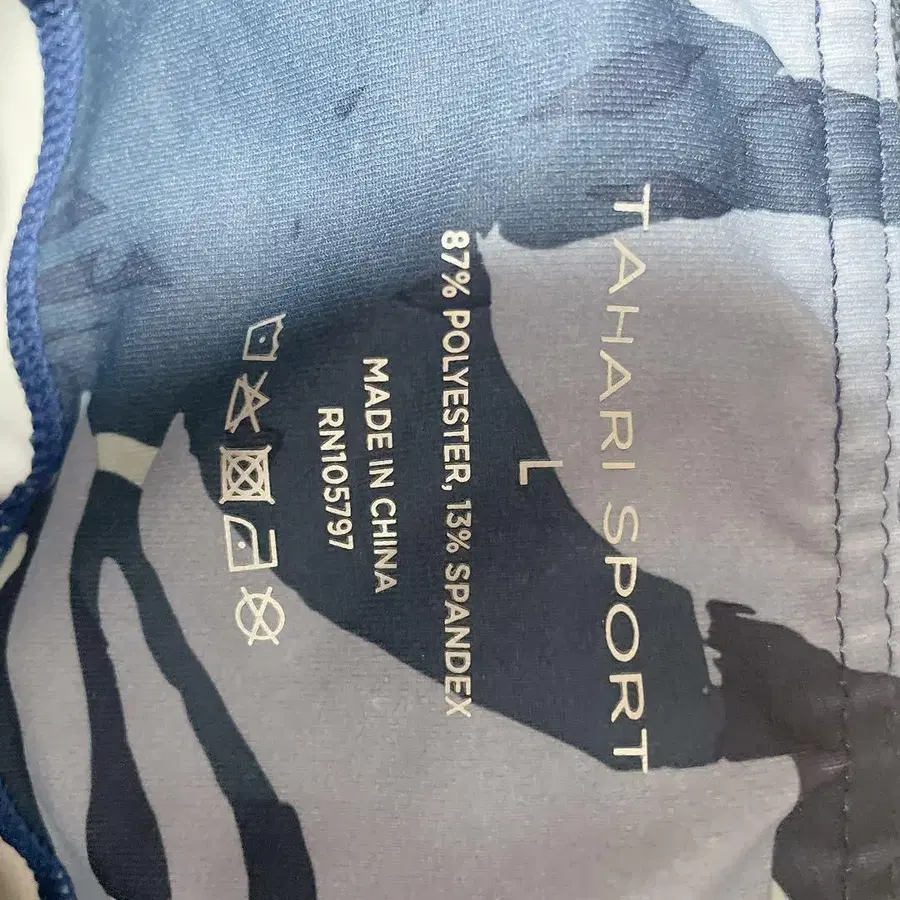 TAHARI SPORT
L
87% POLYESTER, 13% SPANDEX
MADE IN CHINA
RN105797